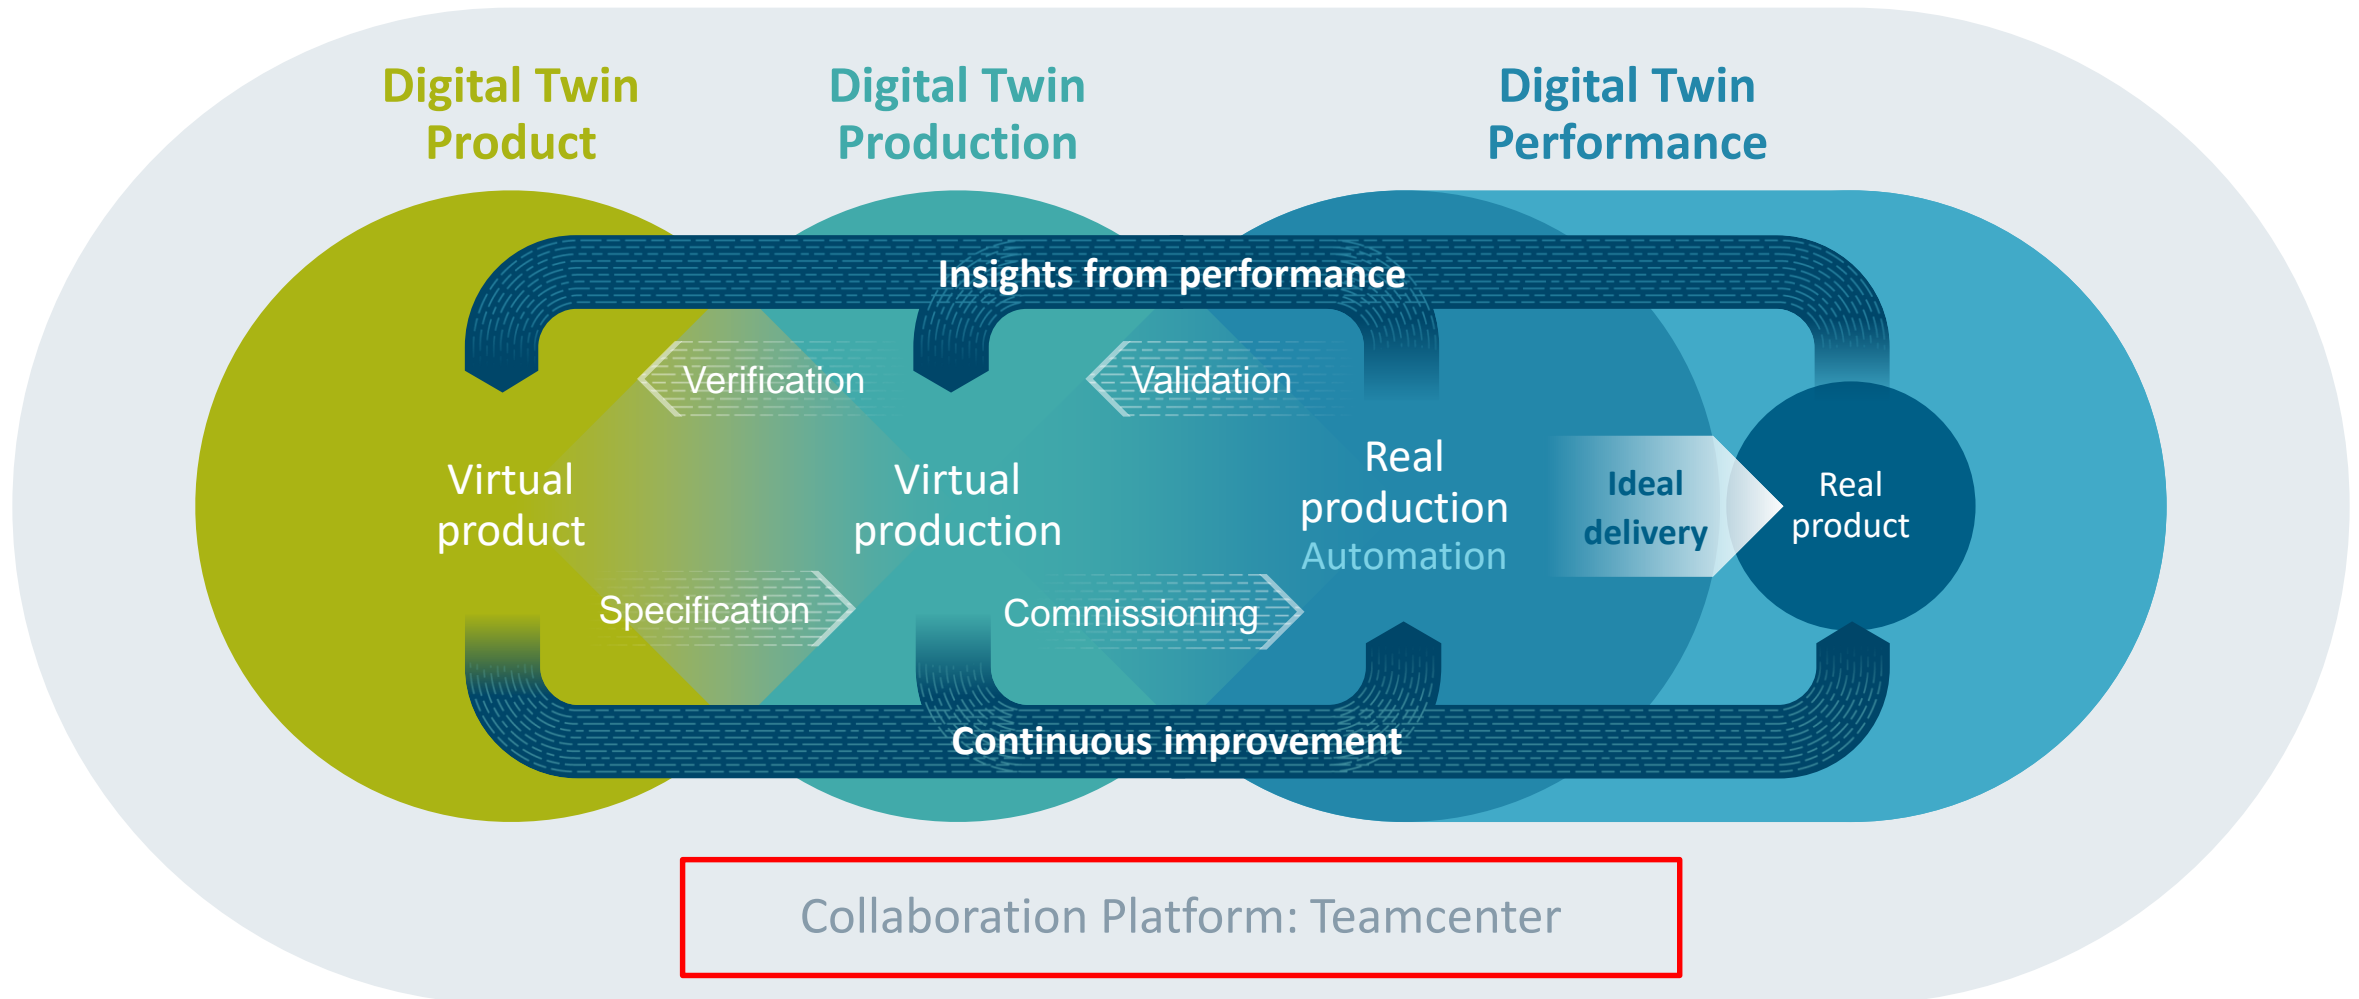 Digital Twin
Product
Digital Twin
Production
Digital Twin
Performance
Insights from performance
Verification
Validation
Virtual
product
Virtual
production
Real
production
Automation
Ideal
delivery
Real
product
Specification
Commissioning
Continuous improvement
Collaboration Platform: Teamcenter